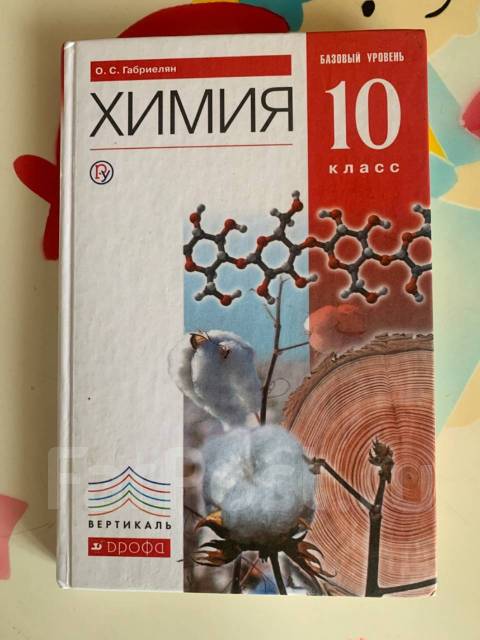 О. С. Габриелян
ХИМИЯ
БАЗОВЫЙ УРОВЕНЬ
10
класс
ВЕРТИКАЛЬ
дрофа